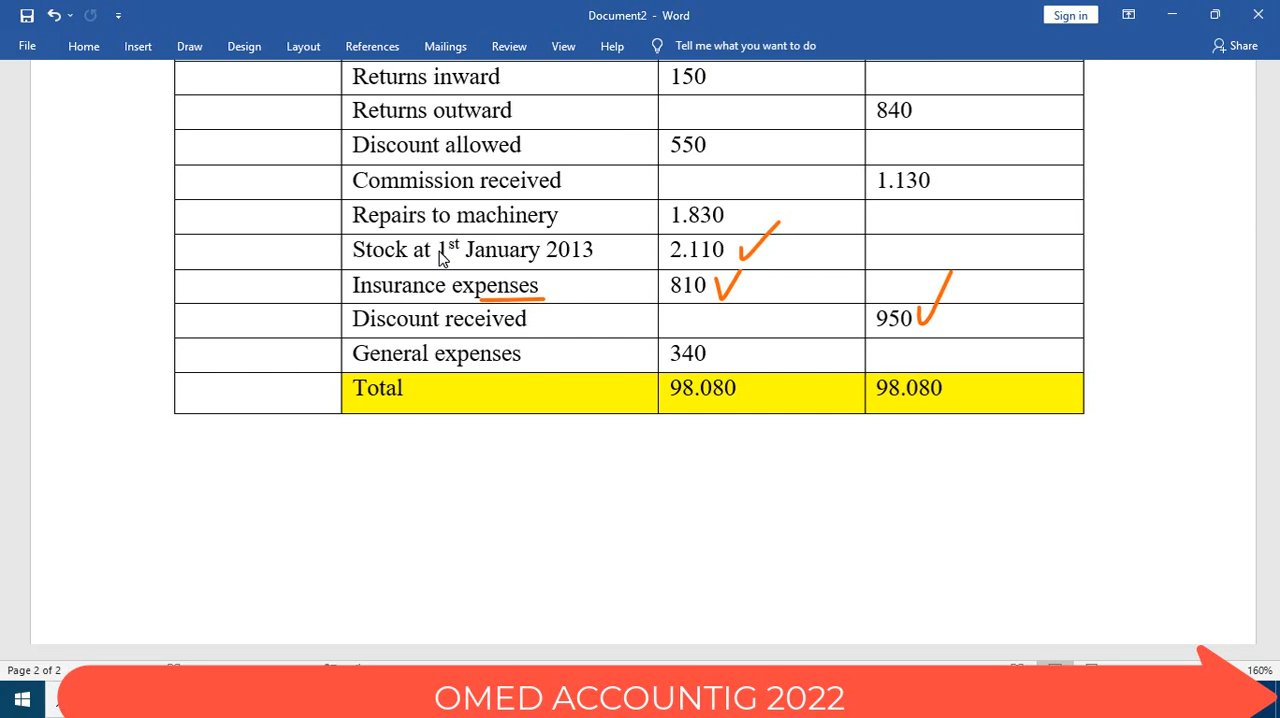 Document2 - Word
Sign in
File Home Insert Draw Design Layout References Mailings Review View Help Tell me what you want to do Share
Returns inward 150
Returns outward 840
Discount allowed 550
Commission received 1.130
Repairs to machinery 1.830
Stock at 1st January 2013 2.110
Insurance expenses 810
Discount received 950
General expenses 340
Total 98.080 98.080
Page 2 of 2 160%
OMED ACCOUNTIG 2022